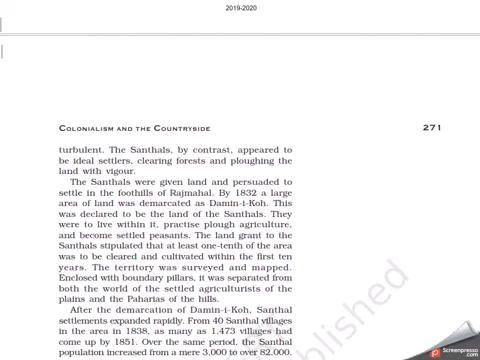 2019-2020
COLONIALISM AND THE COUNTRYSIDE 271
turbulent. The Santhals, by contrast, appeared to
be ideal settlers, clearing forests and ploughing the
land with vigour.
The Santhals were given land and persuaded to
settle in the foothills of Rajmahal. By 1832 a large
area of land was demarcated as Damin-i-Koh. This
was declared to be the land of the Santhals. They
were to live within it, practise plough agriculture,
and become settled peasants. The land grant to the
Santhals stipulated that at least one-tenth of the area
was to be cleared and cultivated within the first ten
years. The territory was surveyed and mapped.
Enclosed with boundary pillars, it was separated from
both the world of the settled agriculturists of the
plains and the Paharias of the hills.
After the demarcation of Damin-i-Koh, Santhal
settlements expanded rapidly. From 40 Santhal villages
in the area in 1838, as many as 1,473 villages had
come up by 1851. Over the same period, the Santhal
population increased from a mere 3,000 to over 82,000.
blished
Made with
Screenpresso
.com